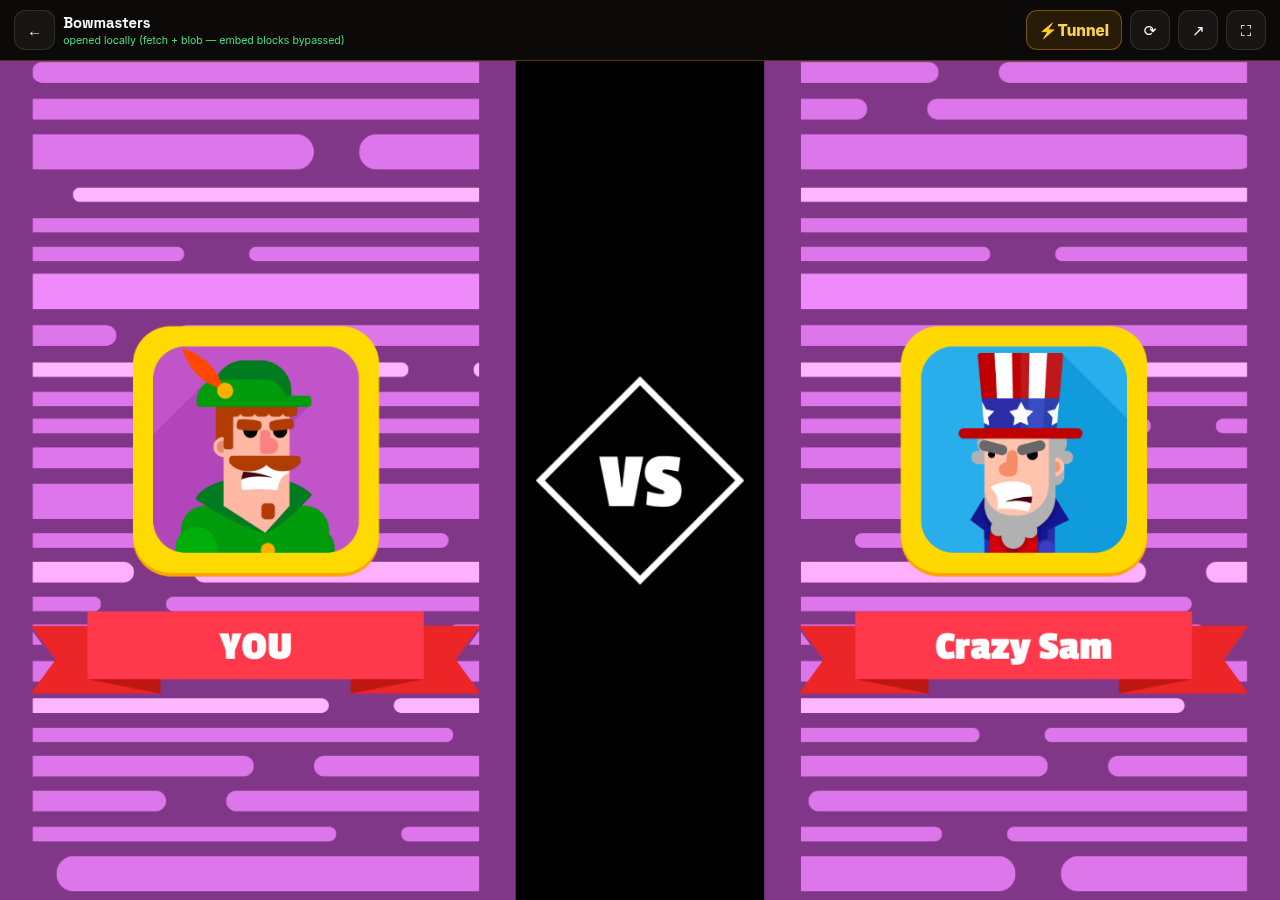 ←
Bowmasters
opened locally (fetch + blob — embed blocks bypassed)
⚡Tunnel
VS
YOU
Crazy Sam